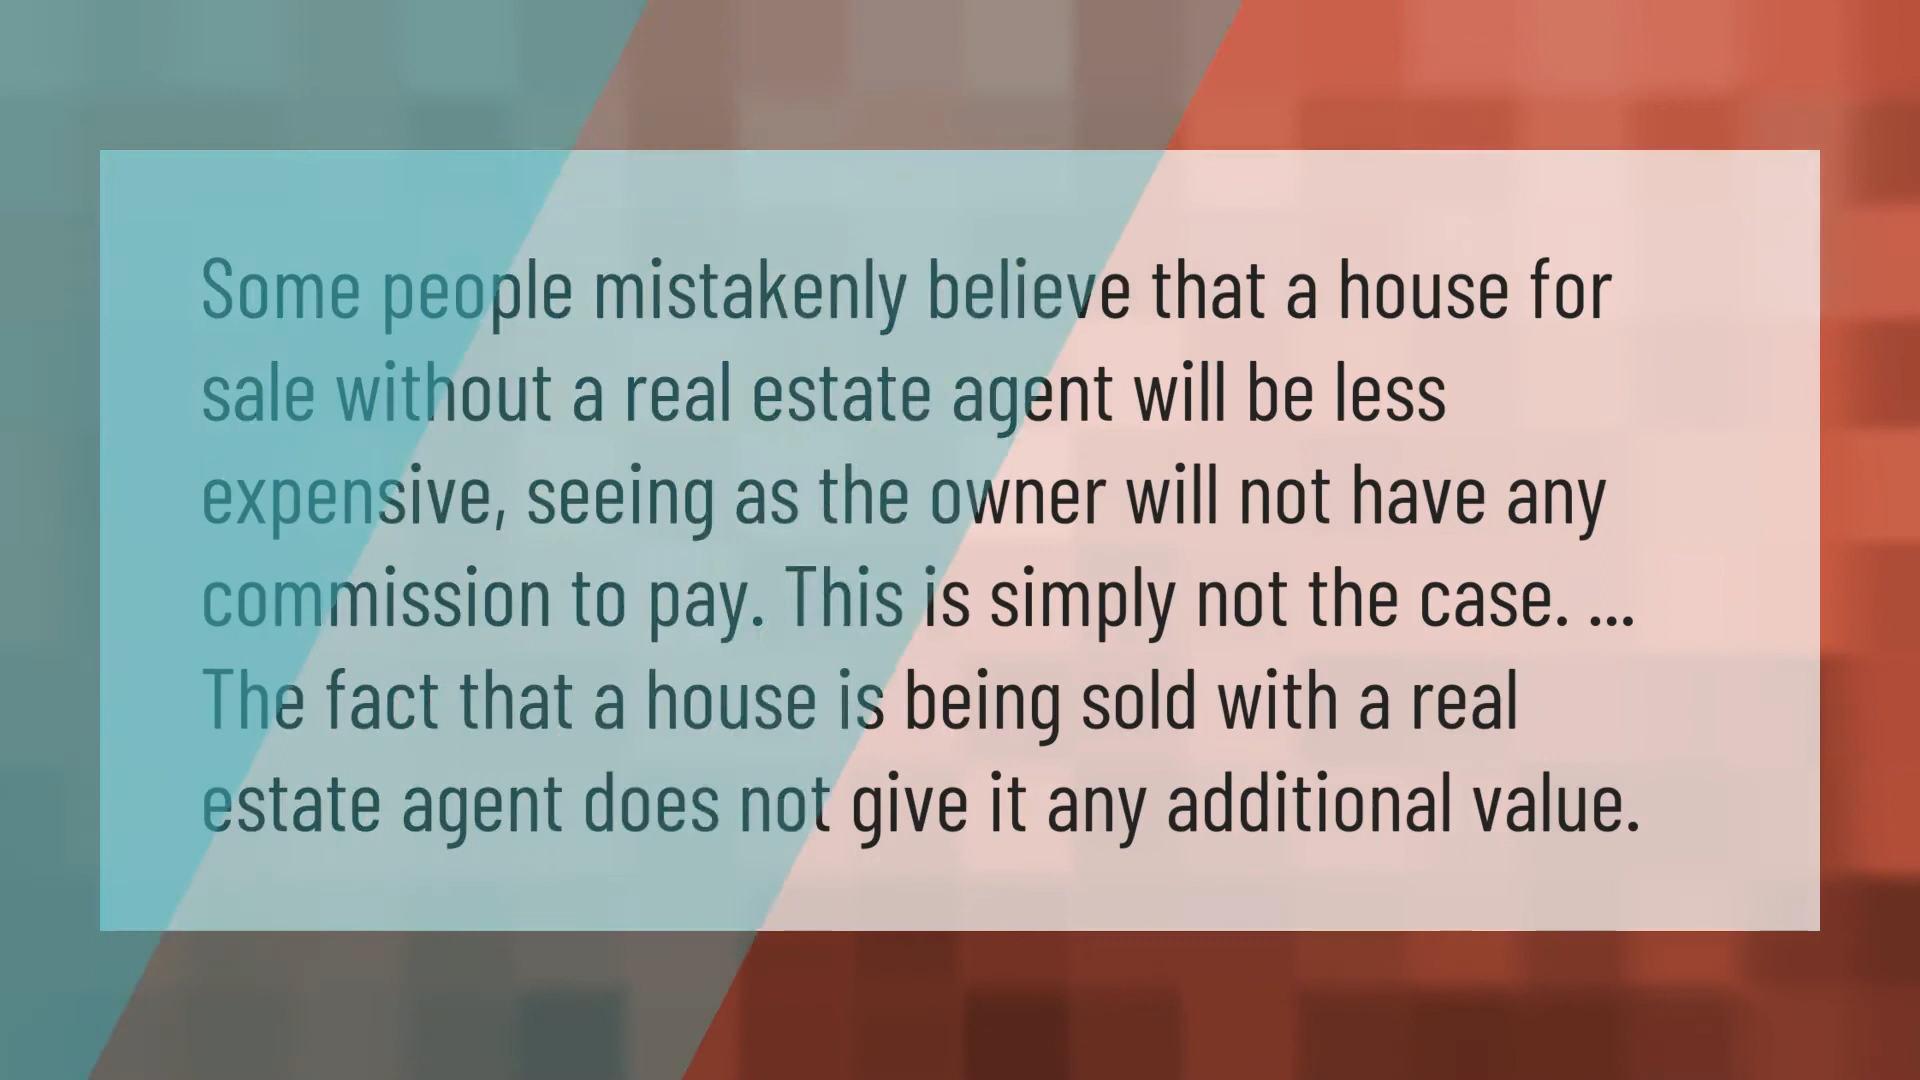 Some people mistakenly believe that a house for
sale without a real estate agent will be less
expensive, seeing as the owner will not have any
commission to pay. This is simply not the case. ...
The fact that a house is being sold with a real
estate agent does not give it any additional value.